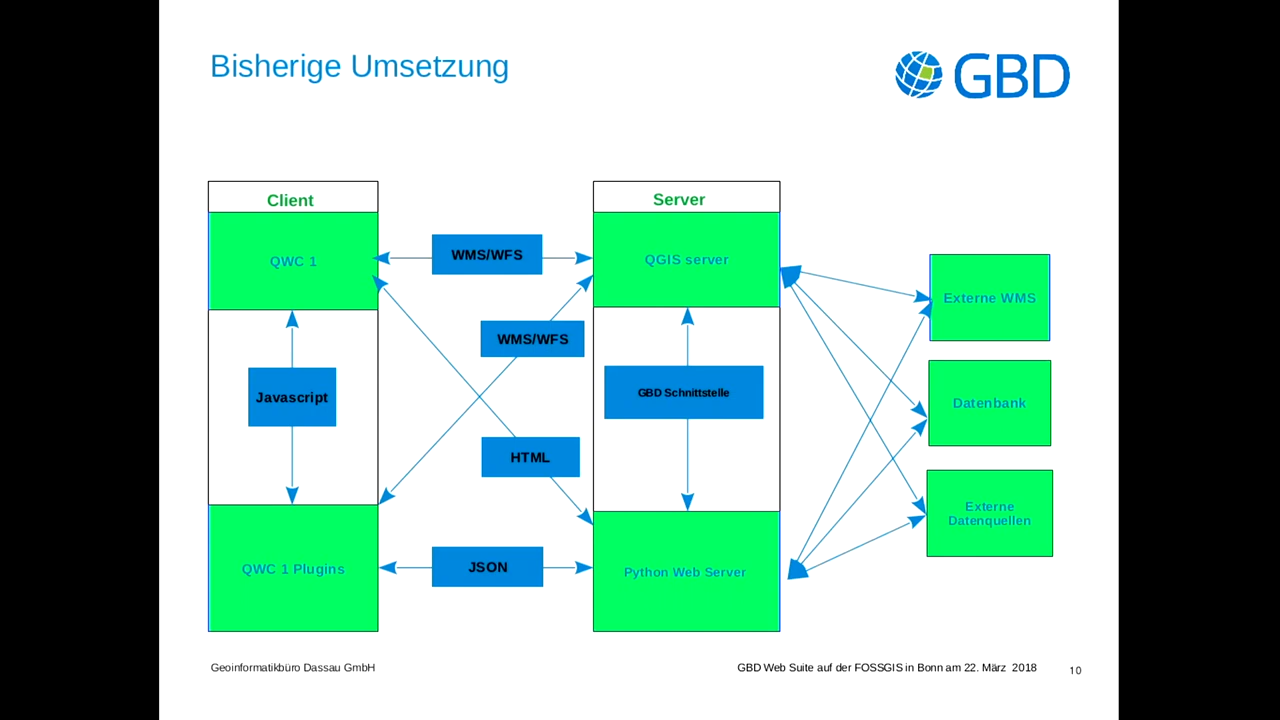 Bisherige Umsetzung
GBD
Client
Server
QWC 1
WMS/WFS
QGIS server
Externe WMS
WMS/WFS
Javascript
GBD Schnittstelle
Datenbank
HTML
Externe
Datenquellen
QWC 1 Plugins
JSON
Python Web Server
Geoinformatikbüro Dassau GmbH
GBD Web Suite auf der FOSSGIS in Bonn am 22. März 2018
10